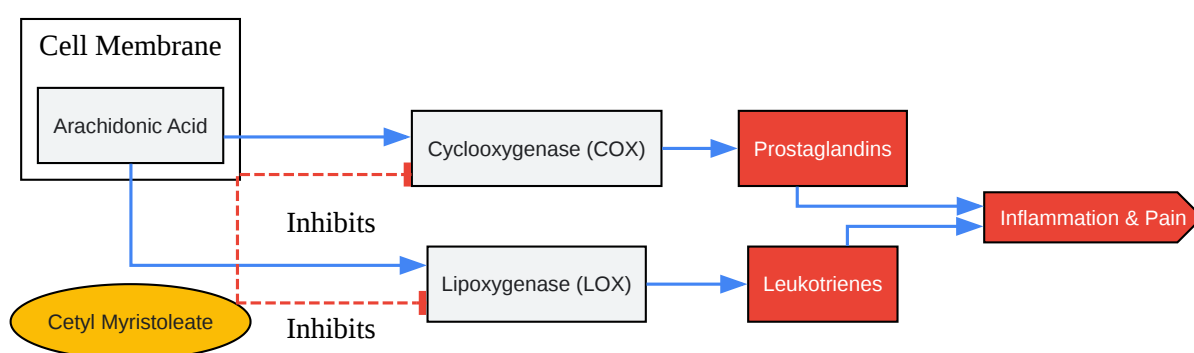 Cell Membrane
Arachidonic Acid
Cyclooxygenase (COX)
Prostaglandins
Inflammation & Pain
Inhibits
Lipoxygenase (LOX)
Leukotrienes
Cetyl Myristoleate
Inhibits